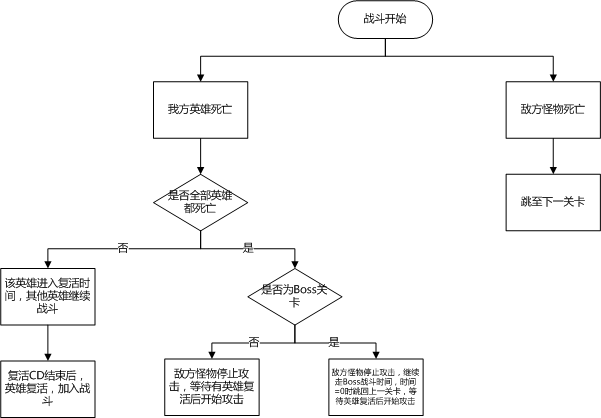 战斗开始
我方英雄死亡
敌方怪物死亡
是否全部英雄
都死亡
跳至下一关卡
否
是
该英雄进入复活时
间，其他英雄继续
战斗
是否为Boss关
卡
否
是
复活CD结束后，
英雄复活，加入战
斗
敌方怪物停止攻
击，等待有英雄复
活后开始攻击
敌方怪物停止攻击，继续
走Boss战斗时间，时间
=0时跳回上一关卡，等
待英雄复活后开始攻击